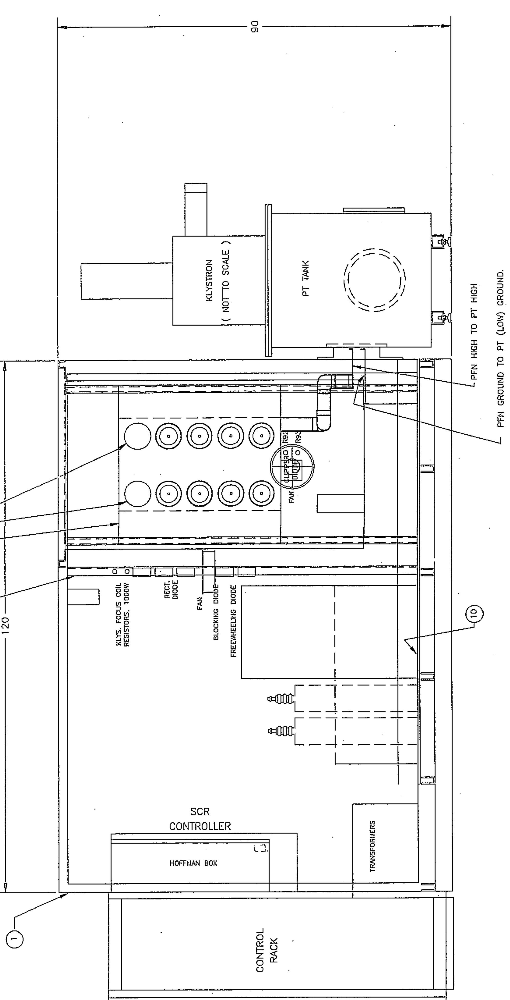 120
90
1
KLYS. FOCUS COIL
RESISTORS, 1000W
RECT.
DIODE
FAN
BLOCKING DIODE
FREEWHEELING DIODE
SCR
CONTROLLER
HOFFMAN BOX
TRANSFORMERS
CONTROL
RACK
R92
R93
CLIPPER
DIODE
FAN
KLYSTRON
( NOT TO SCALE )
PT TANK
PFN HIGH TO PT HIGH
PFN GROUND TO PT (LOW) GROUND.
10